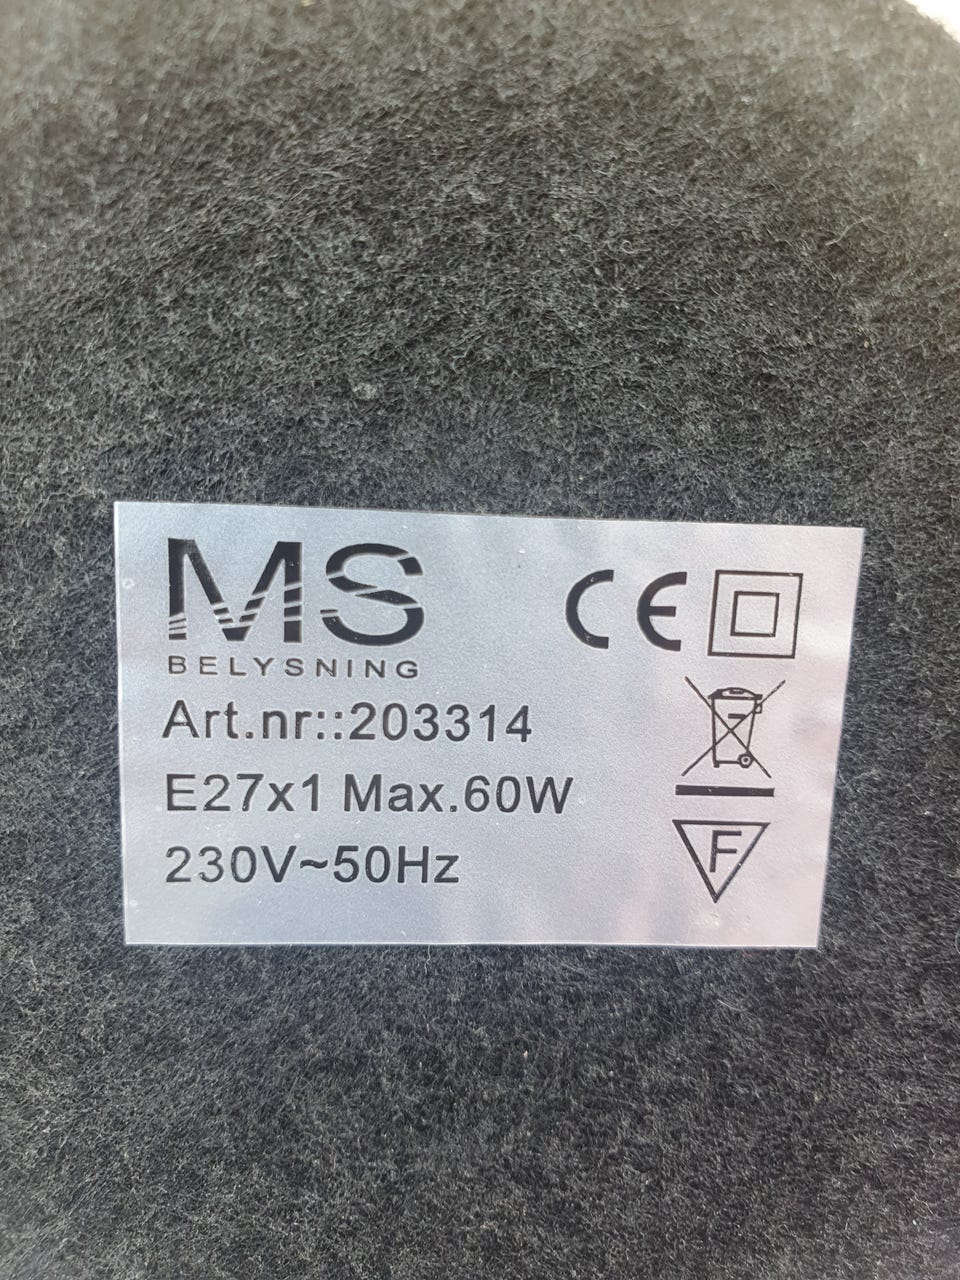 MS
BELYSNING
CE
Art.nr::203314
E27x1 Max.60W
230V~50Hz
F